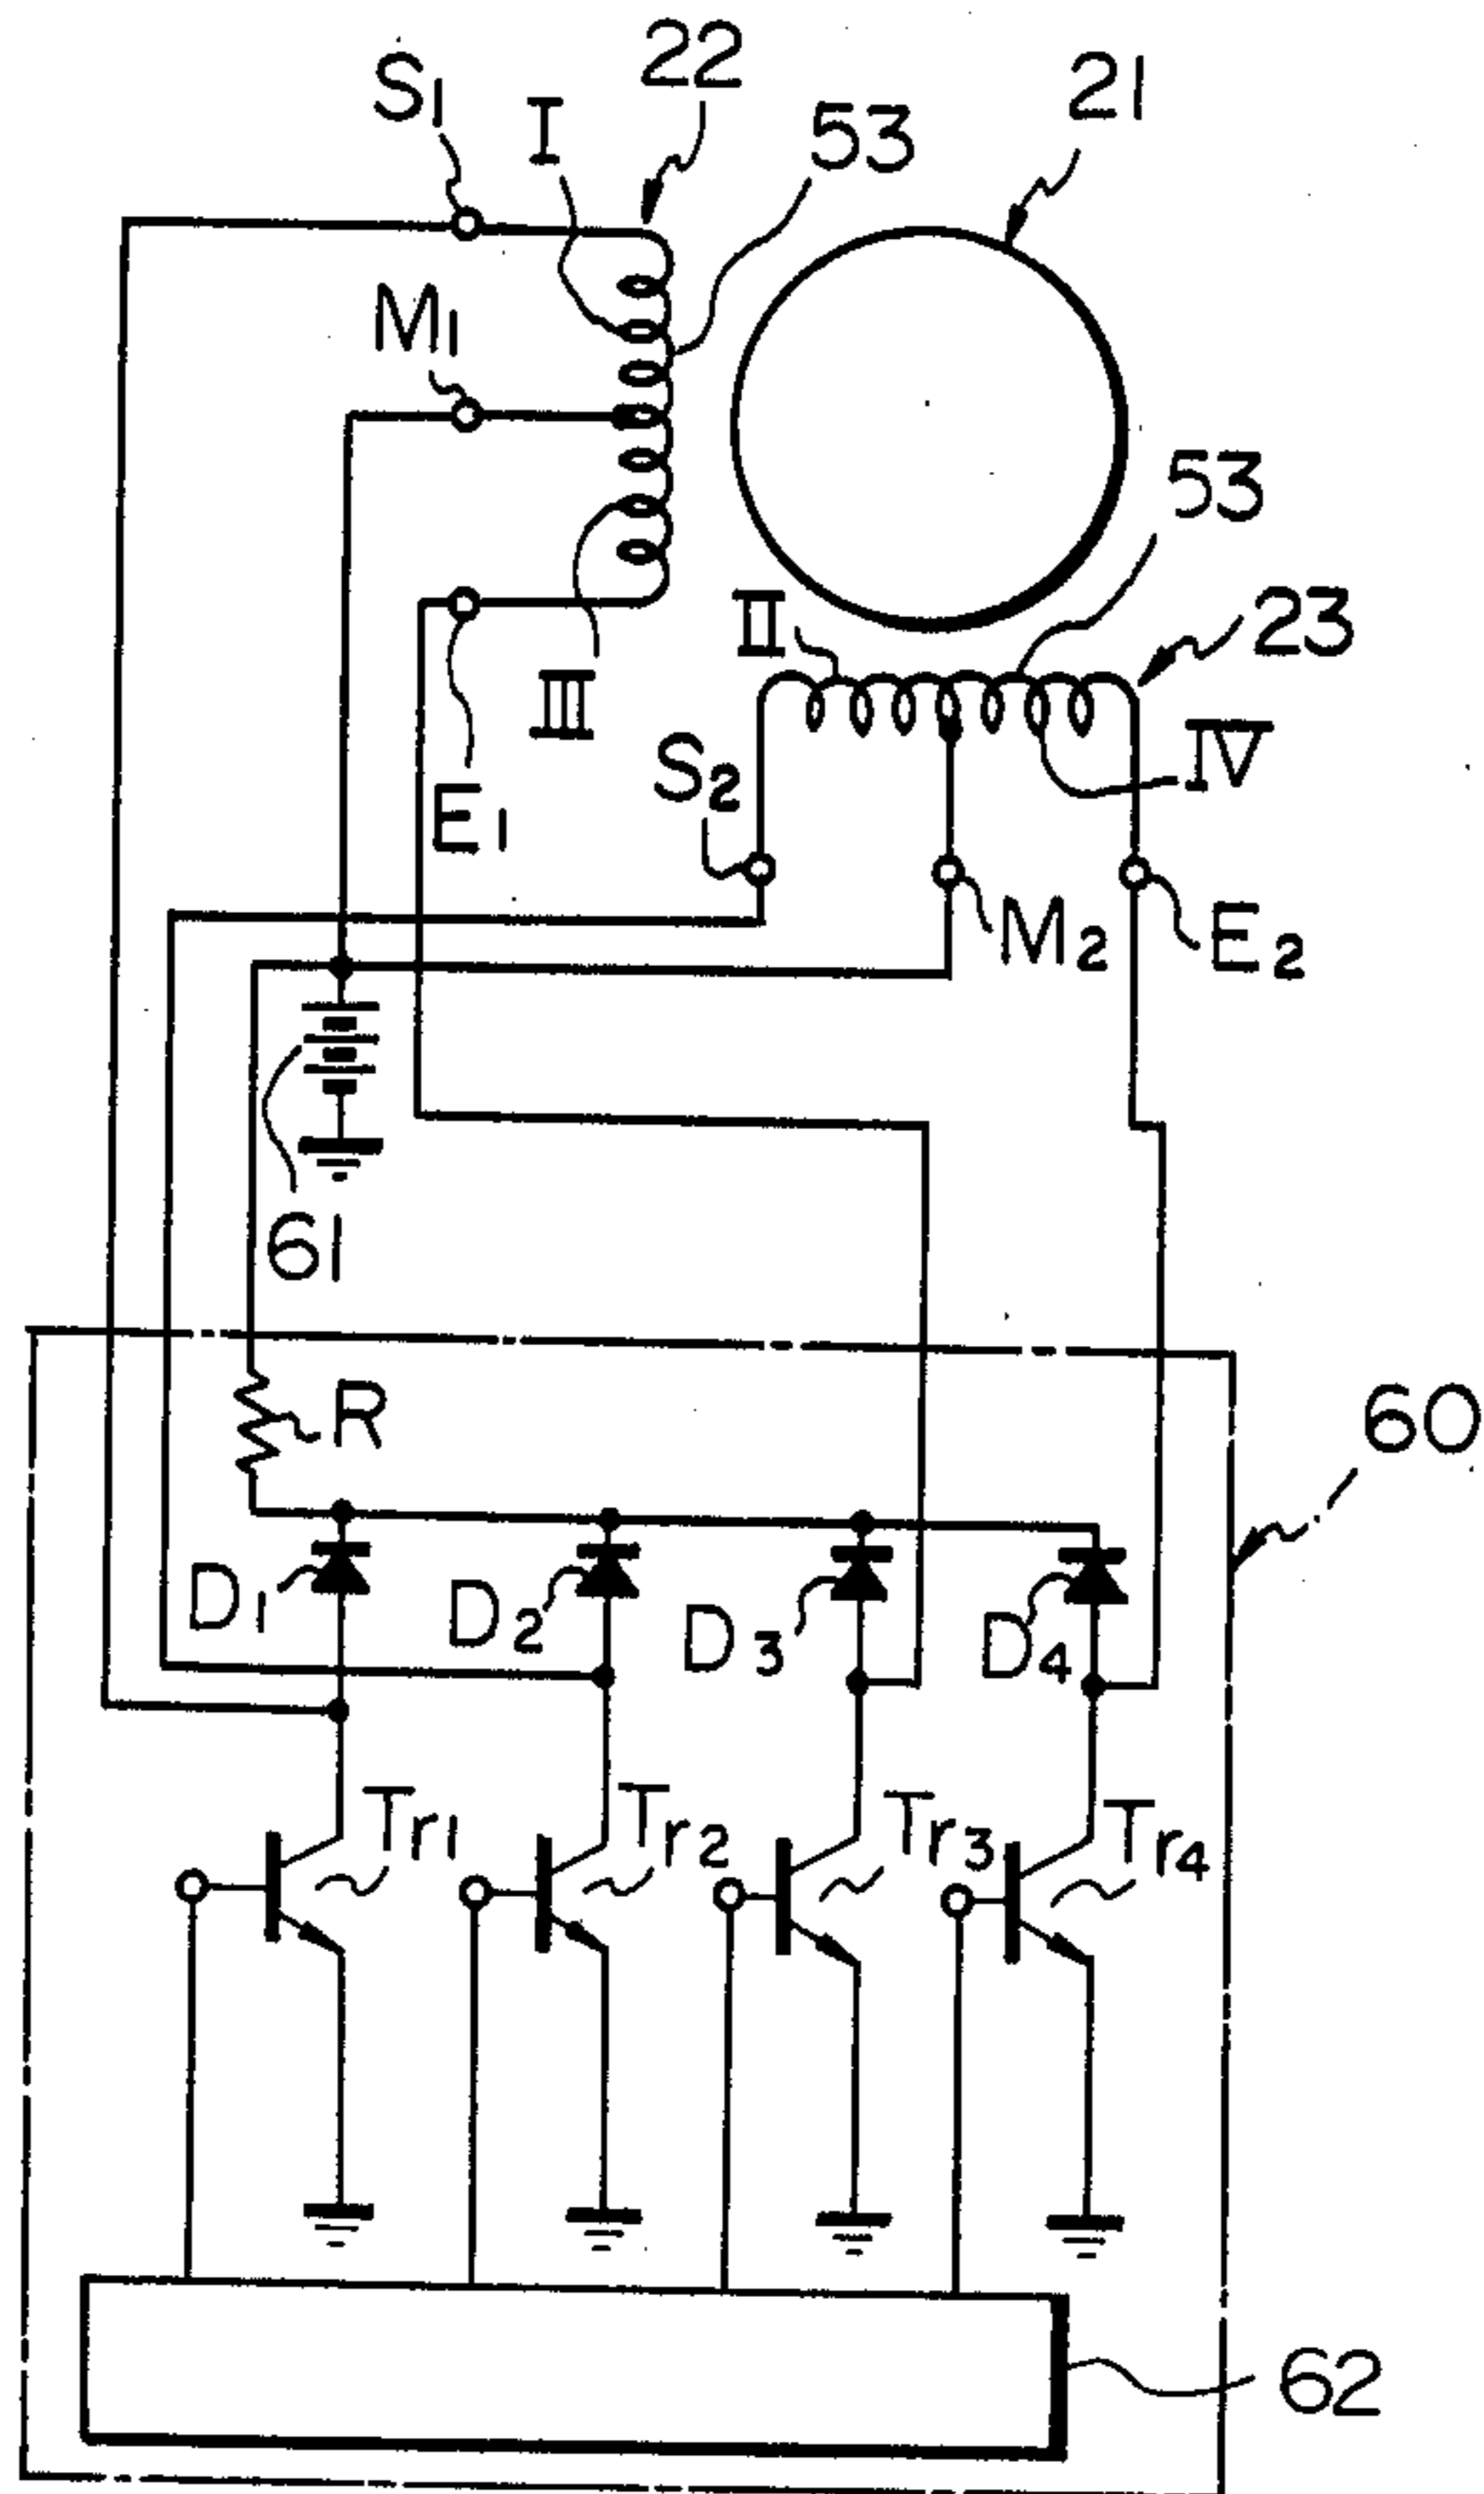 22
21
S1
I
53
M1
53
II
23
III
S2
IV
E1
M2
E2
61
R
60
D1
D2
D3
D4
Tr1
Tr2
Tr3
Tr4
62